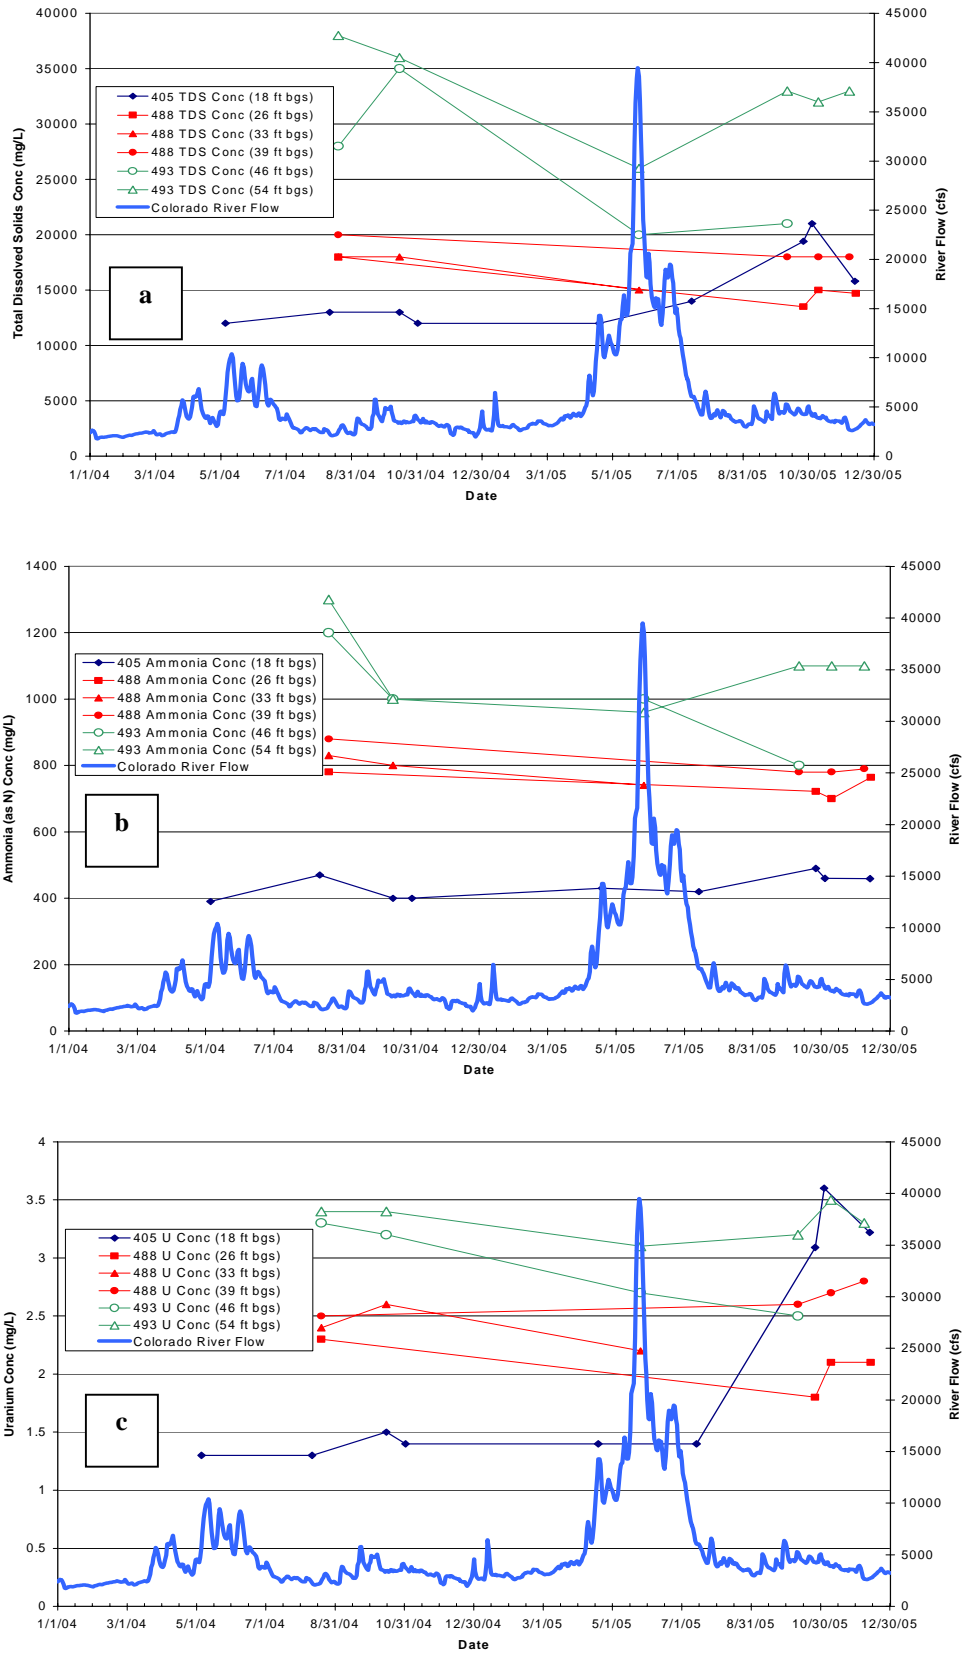 40000 45000
35000 40000
30000 35000
25000 30000
20000 25000
15000 20000
10000 15000
5000 10000
0 5000
0
Total Dissolved Solids Conc (mg/L)
River Flow (cfs)
405 TDS Conc (18 ft bgs)
488 TDS Conc (26 ft bgs)
488 TDS Conc (33 ft bgs)
488 TDS Conc (39 ft bgs)
493 TDS Conc (46 ft bgs)
493 TDS Conc (54 ft bgs)
Colorado River Flow
a
1/1/04 3/1/04 5/1/04 7/1/04 8/31/04 10/31/04 12/30/04 3/1/05 5/1/05 7/1/05 8/31/05 10/30/05 12/30/05
Date
1400 45000
1200 40000
1000 35000
800 30000
600 25000
400 20000
200 15000
0 10000
5000
0
Ammonia (as N) Conc (mg/L)
River Flow (cfs)
405 Ammonia Conc (18 ft bgs)
488 Ammonia Conc (26 ft bgs)
488 Ammonia Conc (33 ft bgs)
488 Ammonia Conc (39 ft bgs)
493 Ammonia Conc (46 ft bgs)
493 Ammonia Conc (54 ft bgs)
Colorado River Flow
b
1/1/04 3/1/04 5/1/04 7/1/04 8/31/04 10/31/04 12/30/04 3/1/05 5/1/05 7/1/05 8/31/05 10/30/05 12/30/05
Date
4 45000
3.5 40000
3 35000
2.5 30000
2 25000
1.5 20000
1 15000
0.5 10000
0 5000
0
Uranium Conc (mg/L)
River Flow (cfs)
405 U Conc (18 ft bgs)
488 U Conc (26 ft bgs)
488 U Conc (33 ft bgs)
488 U Conc (39 ft bgs)
493 U Conc (46 ft bgs)
493 U Conc (54 ft bgs)
Colorado River Flow
c
1/1/04 3/1/04 5/1/04 7/1/04 8/31/04 10/31/04 12/30/04 3/1/05 5/1/05 7/1/05 8/31/05 10/30/05 12/30/05
Date